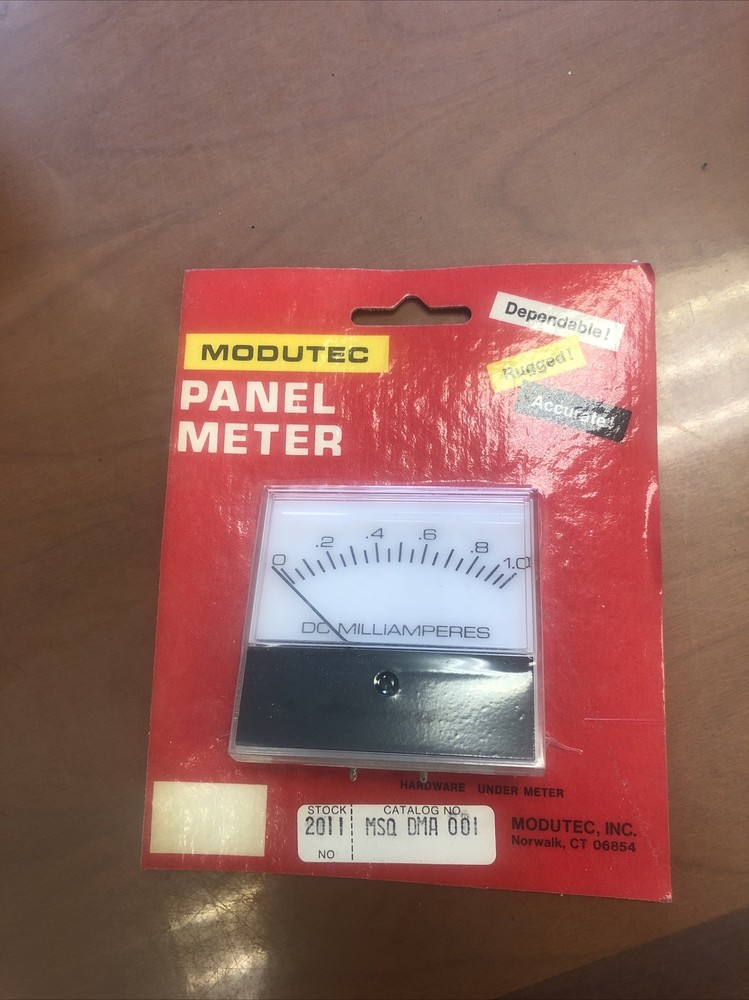 Dependable!
MODUTEC
Rugged!
PANEL
Accurate!
METER
0 .2 .4 .6 .8 1.0
DC MILLIAMPERES
HARDWARE UNDER METER
STOCK CATALOG NO.
2011 MSQ DMA 001
NO
MODUTEC, INC.
Norwalk, CT 06854